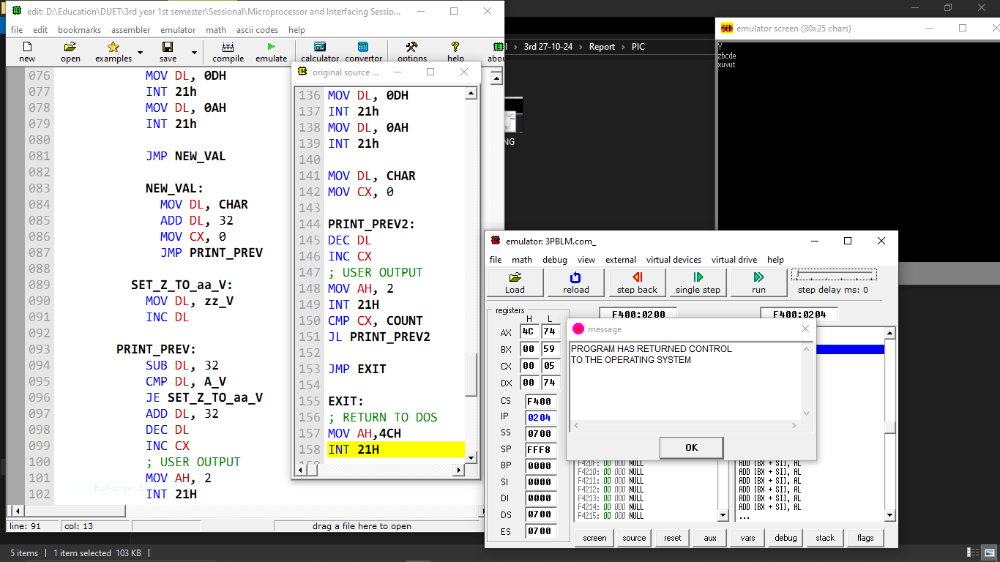 edit: D:\Education\DUET\3rd year 1st semester\Sessional\Microprocessor and Interfacing Sessio...
file edit bookmarks assembler emulator math ascii codes help
new open examples save compile emulate calculator convertor options help abou
076 MOV DL, 0DH
077 INT 21h
078 MOV DL, 0AH
079 INT 21h
080
081 JMP NEW_VAL
082
083 NEW_VAL:
084 MOV DL, CHAR
085 ADD DL, 32
086 MOV CX, 0
087 JMP PRINT_PREV
088
089 SET_Z_TO_aa_V:
090 MOV DL, zz_V
091 INC DL
092
093 PRINT_PREV:
094 SUB DL, 32
095 CMP DL, A_V
096 JE SET_Z_TO_aa_V
097 ADD DL, 32
098 DEC DL
099 INC CX
100 ; USER OUTPUT
101 MOV AH, 2
102 INT 21H
line: 91 col: 13 drag a file here to open
original source ...
136 MOV DL, 0DH
137 INT 21h
138 MOV DL, 0AH
139 INT 21h
140
141 MOV DL, CHAR
142 MOV CX, 0
143
144 PRINT_PREV2:
145 DEC DL
146 INC CX
147 ; USER OUTPUT
148 MOV AH, 2
149 INT 21H
150 CMP CX, COUNT
151 JL PRINT_PREV2
152
153 JMP EXIT
154
155 EXIT:
156 ; RETURN TO DOS
157 MOV AH,4CH
158 INT 21H
3rd 27-10-24 > Report > PIC
NG
emulator screen (80x25 chars)
Y
zbcde
xwvut
emulator: 3PBLM.com_
file math debug view external virtual devices virtual drive help
Load reload step back single step run step delay ms: 0
registers F400:0200 F400:0204
H L
AX 4C 74
BX 00 59
CX 00 05
DX 00 74
CS F400
IP 0204
SS 0700
SP FFF8
BP 0000
SI 0000
DI 0000
DS 0700
ES 0700
message
PROGRAM HAS RETURNED CONTROL
TO THE OPERATING SYSTEM
OK
F420F: 00 000 NULL ADD [BX + SI], AL
F4210: 00 000 NULL ADD [BX + SI], AL
F4211: 00 000 NULL ADD [BX + SI], AL
F4212: 00 000 NULL ADD [BX + SI], AL
F4213: 00 000 NULL ADD [BX + SI], AL
F4214: 00 000 NULL ADD [BX + SI], AL
F4215: 00 000 NULL ...
screen source reset aux vars debug stack flags
5 items 1 item selected 103 KB